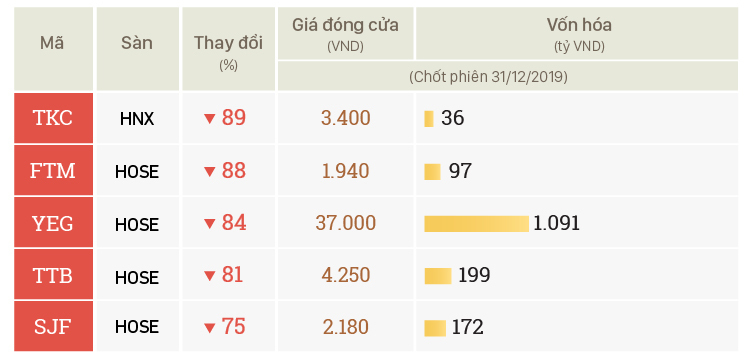 Mã Sàn Thay đổi (%) Giá đóng cửa (VND) Vốn hóa (tỷ VND)
(Chốt phiên 31/12/2019)
TKC HNX ▼ 89 3.400 36
FTM HOSE ▼ 88 1.940 97
YEG HOSE ▼ 84 37.000 1.091
TTB HOSE ▼ 81 4.250 199
SJF HOSE ▼ 75 2.180 172